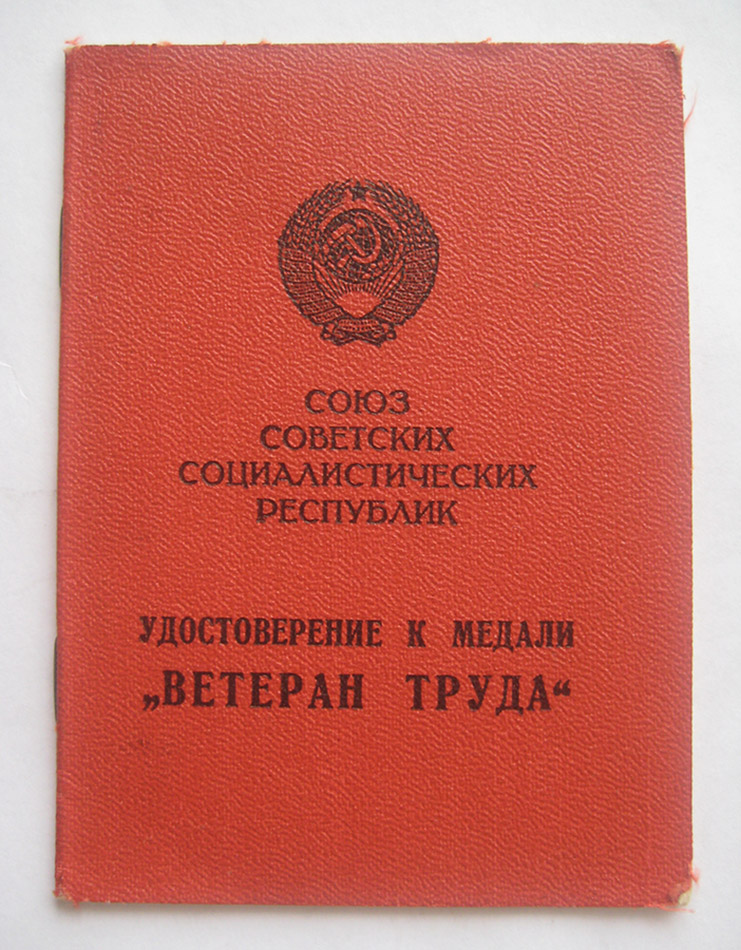 СОЮЗ
СОВЕТСКИХ
СОЦИАЛИСТИЧЕСКИХ
РЕСПУБЛИК
УДОСТОВЕРЕНИЕ К МЕДАЛИ
„ВЕТЕРАН ТРУДА“